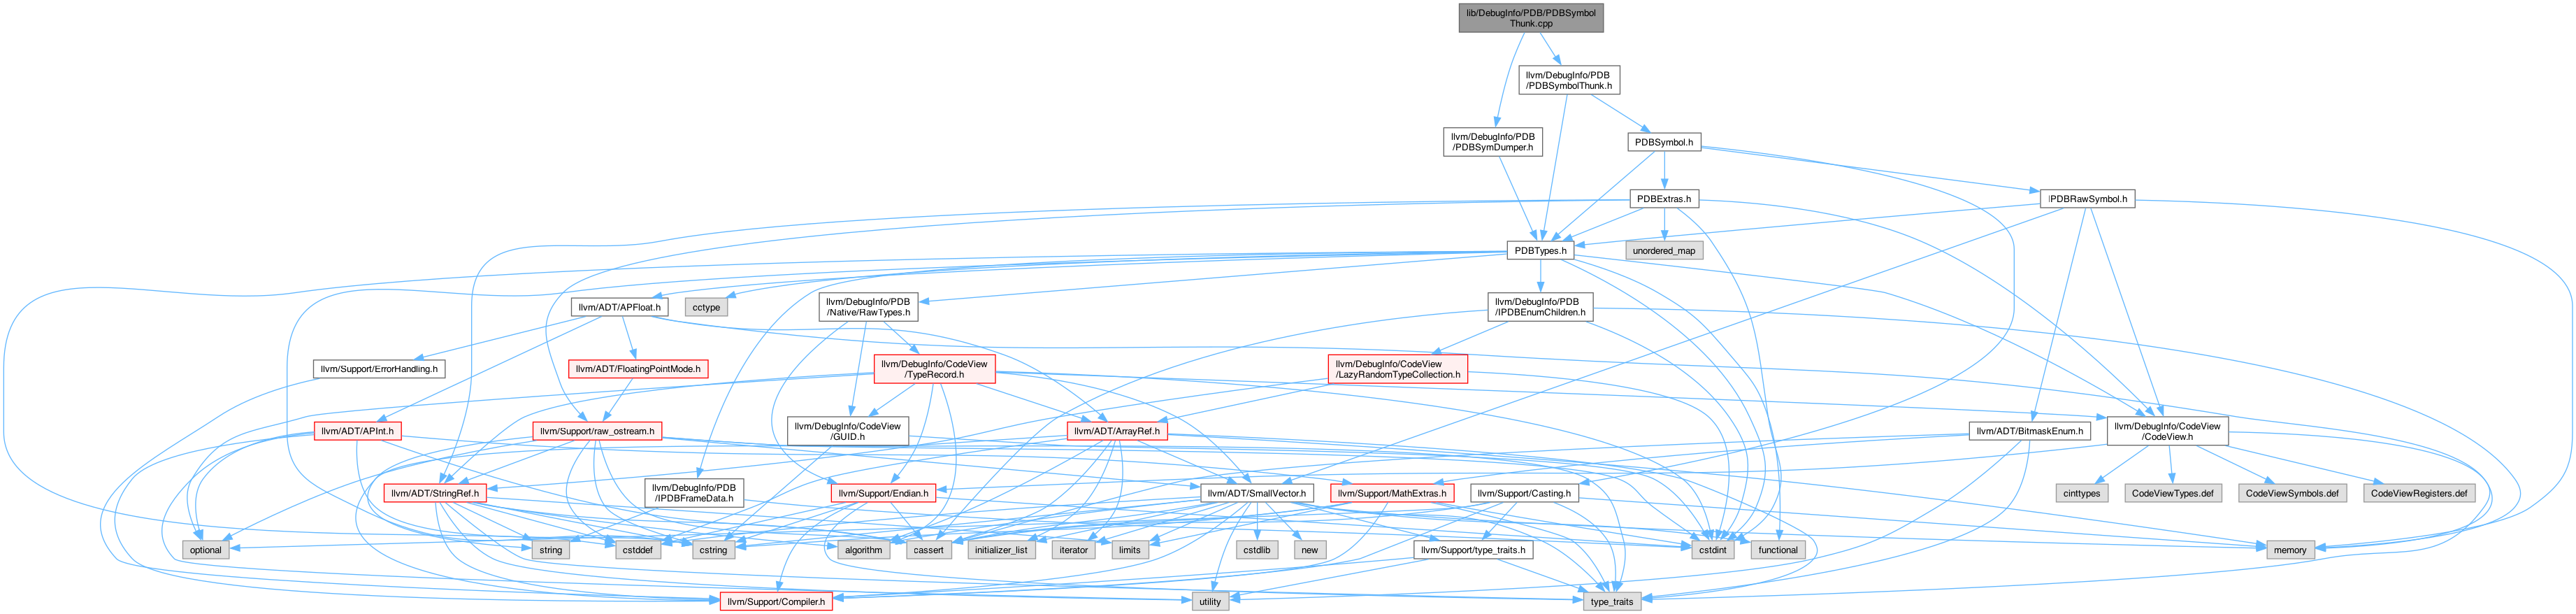 lib/DebugInfo/PDB/PDBSymbol
Thunk.cpp
llvm/DebugInfo/PDB
/PDBSymbolThunk.h
llvm/DebugInfo/PDB
/PDBSymDumper.h
PDBSymbol.h
PDBExtras.h
IPDBRawSymbol.h
PDBTypes.h
unordered_map
llvm/ADT/APFloat.h
cctype
llvm/DebugInfo/PDB
/Native/RawTypes.h
llvm/DebugInfo/PDB
/IPDBEnumChildren.h
llvm/Support/ErrorHandling.h
llvm/ADT/FloatingPointMode.h
llvm/DebugInfo/CodeView
/TypeRecord.h
llvm/DebugInfo/CodeView
/LazyRandomTypeCollection.h
llvm/ADT/APInt.h
llvm/Support/raw_ostream.h
llvm/DebugInfo/CodeView
/GUID.h
llvm/ADT/ArrayRef.h
llvm/ADT/BitmaskEnum.h
llvm/DebugInfo/CodeView
/CodeView.h
llvm/ADT/StringRef.h
llvm/DebugInfo/PDB
/IPDBFrameData.h
llvm/Support/Endian.h
llvm/ADT/SmallVector.h
llvm/Support/MathExtras.h
llvm/Support/Casting.h
cinttypes
CodeViewTypes.def
CodeViewSymbols.def
CodeViewRegisters.def
optional
string
cstddef
cstring
algorithm
cassert
initializer_list
iterator
limits
cstdlib
new
llvm/Support/type_traits.h
cstdint
functional
memory
llvm/Support/Compiler.h
utility
type_traits